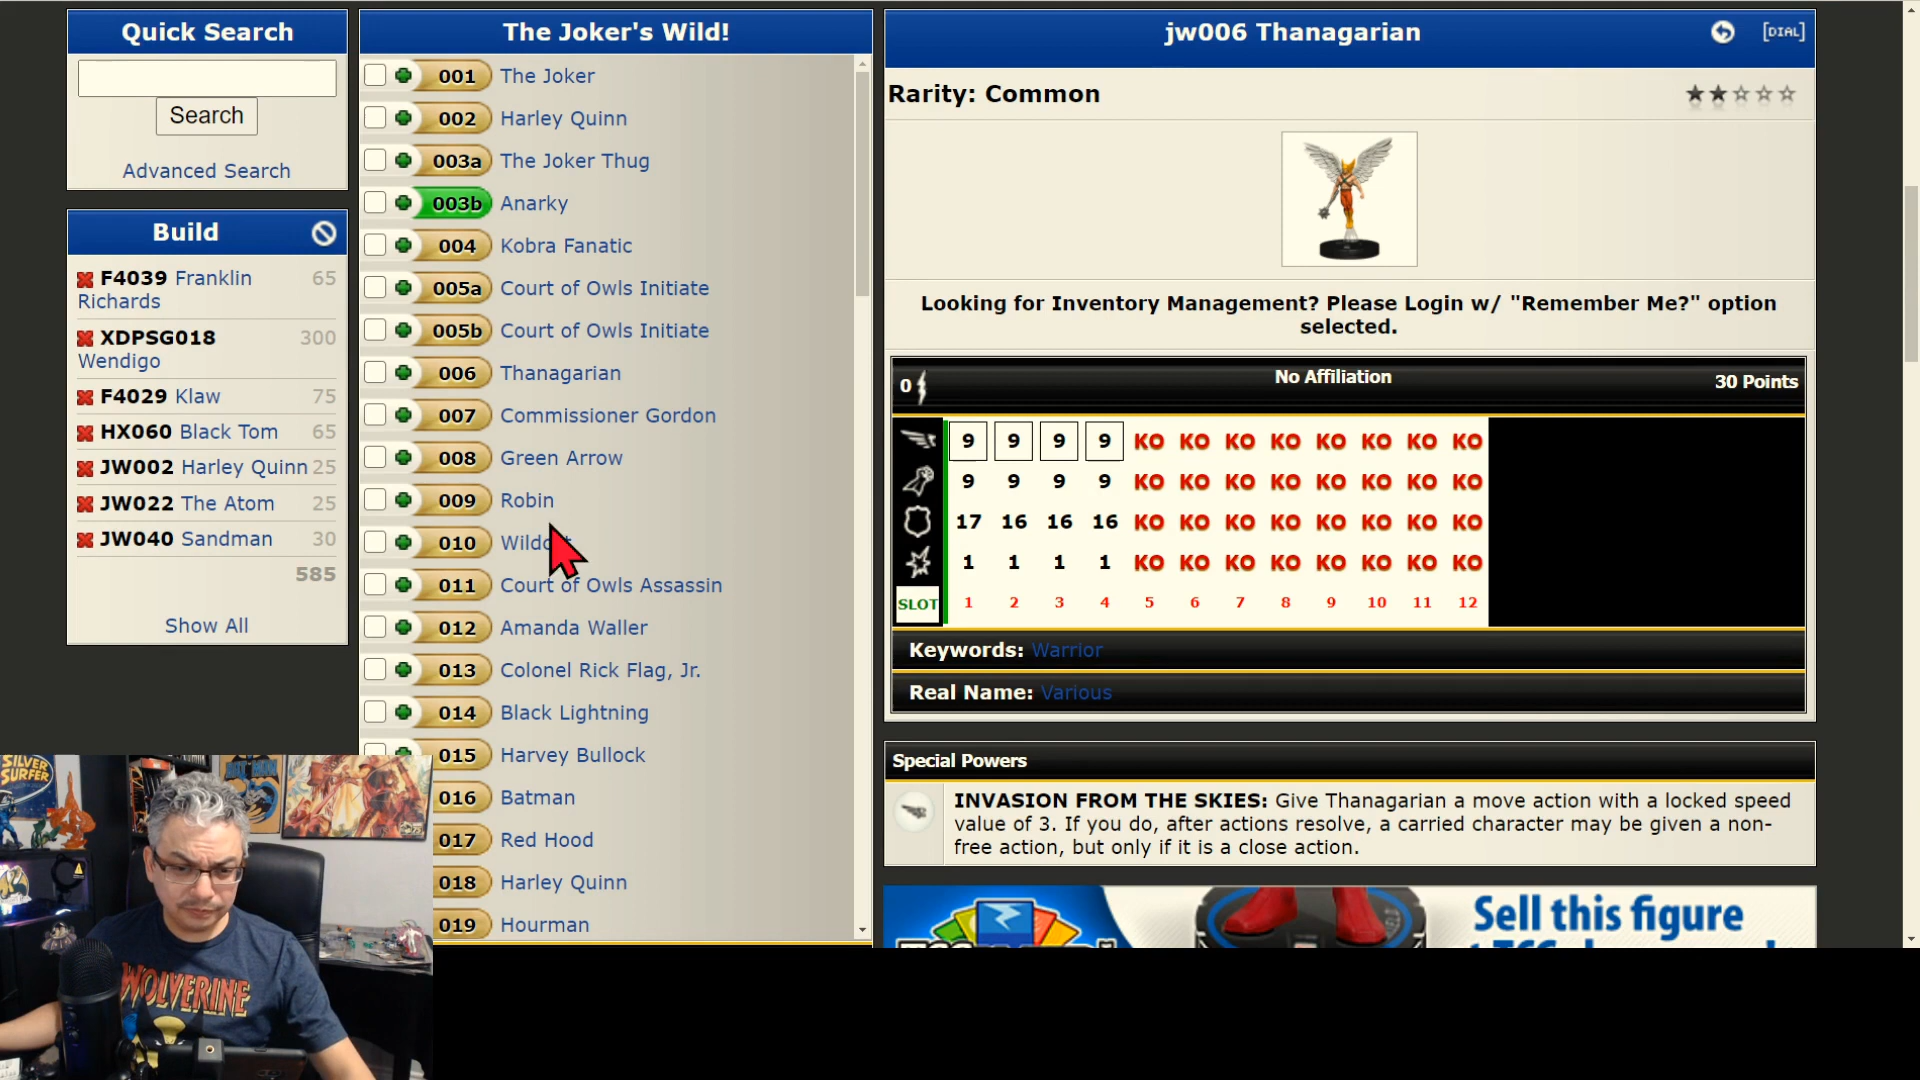 Quick Search
Search
Advanced Search
Build
F4039 Franklin Richards 65
XDPSG018 Wendigo 300
F4029 Klaw 75
HX060 Black Tom 65
JW002 Harley Quinn 25
JW022 The Atom 25
JW040 Sandman 30
585
Show All
The Joker's Wild!
001 The Joker
002 Harley Quinn
003a The Joker Thug
003b Anarky
004 Kobra Fanatic
005a Court of Owls Initiate
005b Court of Owls Initiate
006 Thanagarian
007 Commissioner Gordon
008 Green Arrow
009 Robin
010
011 Court of Owls Assassin
012 Amanda Waller
013 Colonel Rick Flag, Jr.
014 Black Lightning
015 Harvey Bullock
016 Batman
017 Red Hood
018 Harley Quinn
019 Hourman
jw006 Thanagarian
[DIAL]
Rarity: Common
Looking for Inventory Management? Please Login w/ "Remember Me?" option
selected.
0 No Affiliation 30 Points
9 9 9 9 KO KO KO KO KO KO KO KO
9 9 9 9 KO KO KO KO KO KO KO KO
17 16 16 16 KO KO KO KO KO KO KO KO
1 1 1 1 KO KO KO KO KO KO KO KO
SLOT 1 2 3 4 5 6 7 8 9 10 11 12
Keywords: Warrior
Real Name: Various
Special Powers
INVASION FROM THE SKIES: Give Thanagarian a move action with a locked speed
value of 3. If you do, after actions resolve, a carried character may be given a non-
free action, but only if it is a close action.
Sell this figure
SILVER
SURFER
WOLVERINE